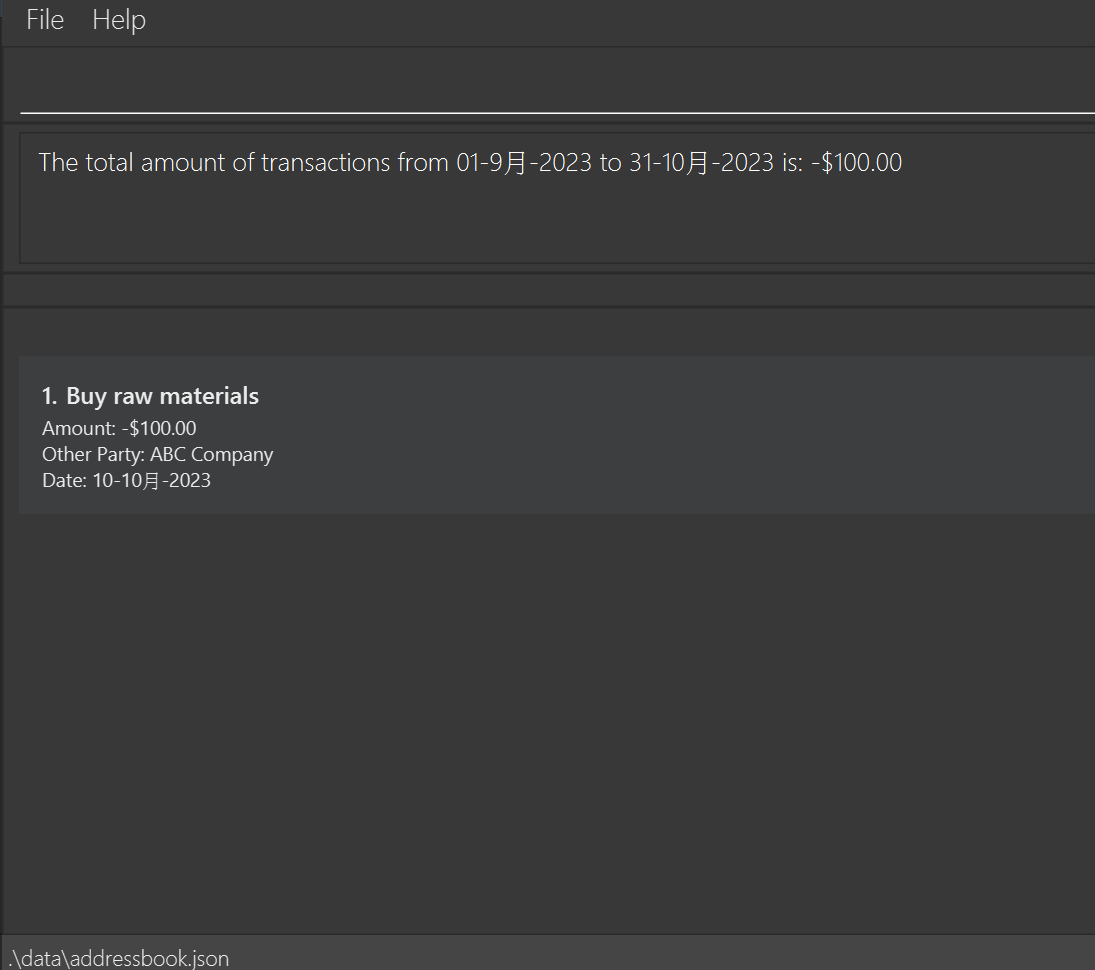 File Help
The total amount of transactions from 01-9月-2023 to 31-10月-2023 is: -$100.00
1. Buy raw materials
Amount: -$100.00
Other Party: ABC Company
Date: 10-10月-2023
.\data\addressbook.json